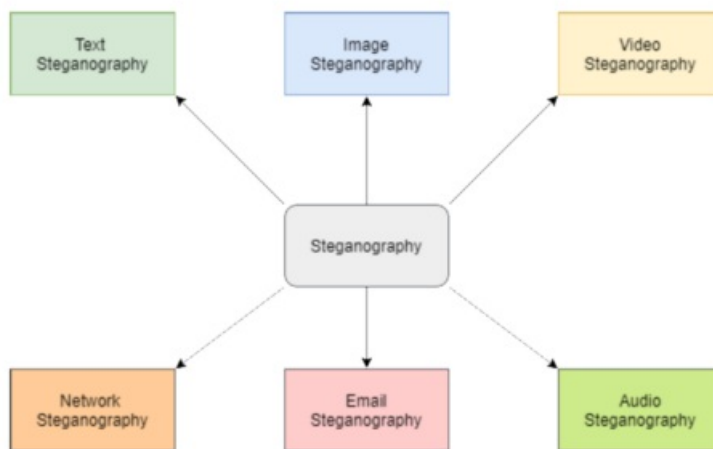 Text
Steganography
Image
Steganography
Video
Steganography
Steganography
Network
Steganography
Email
Steganography
Audio
Steganography